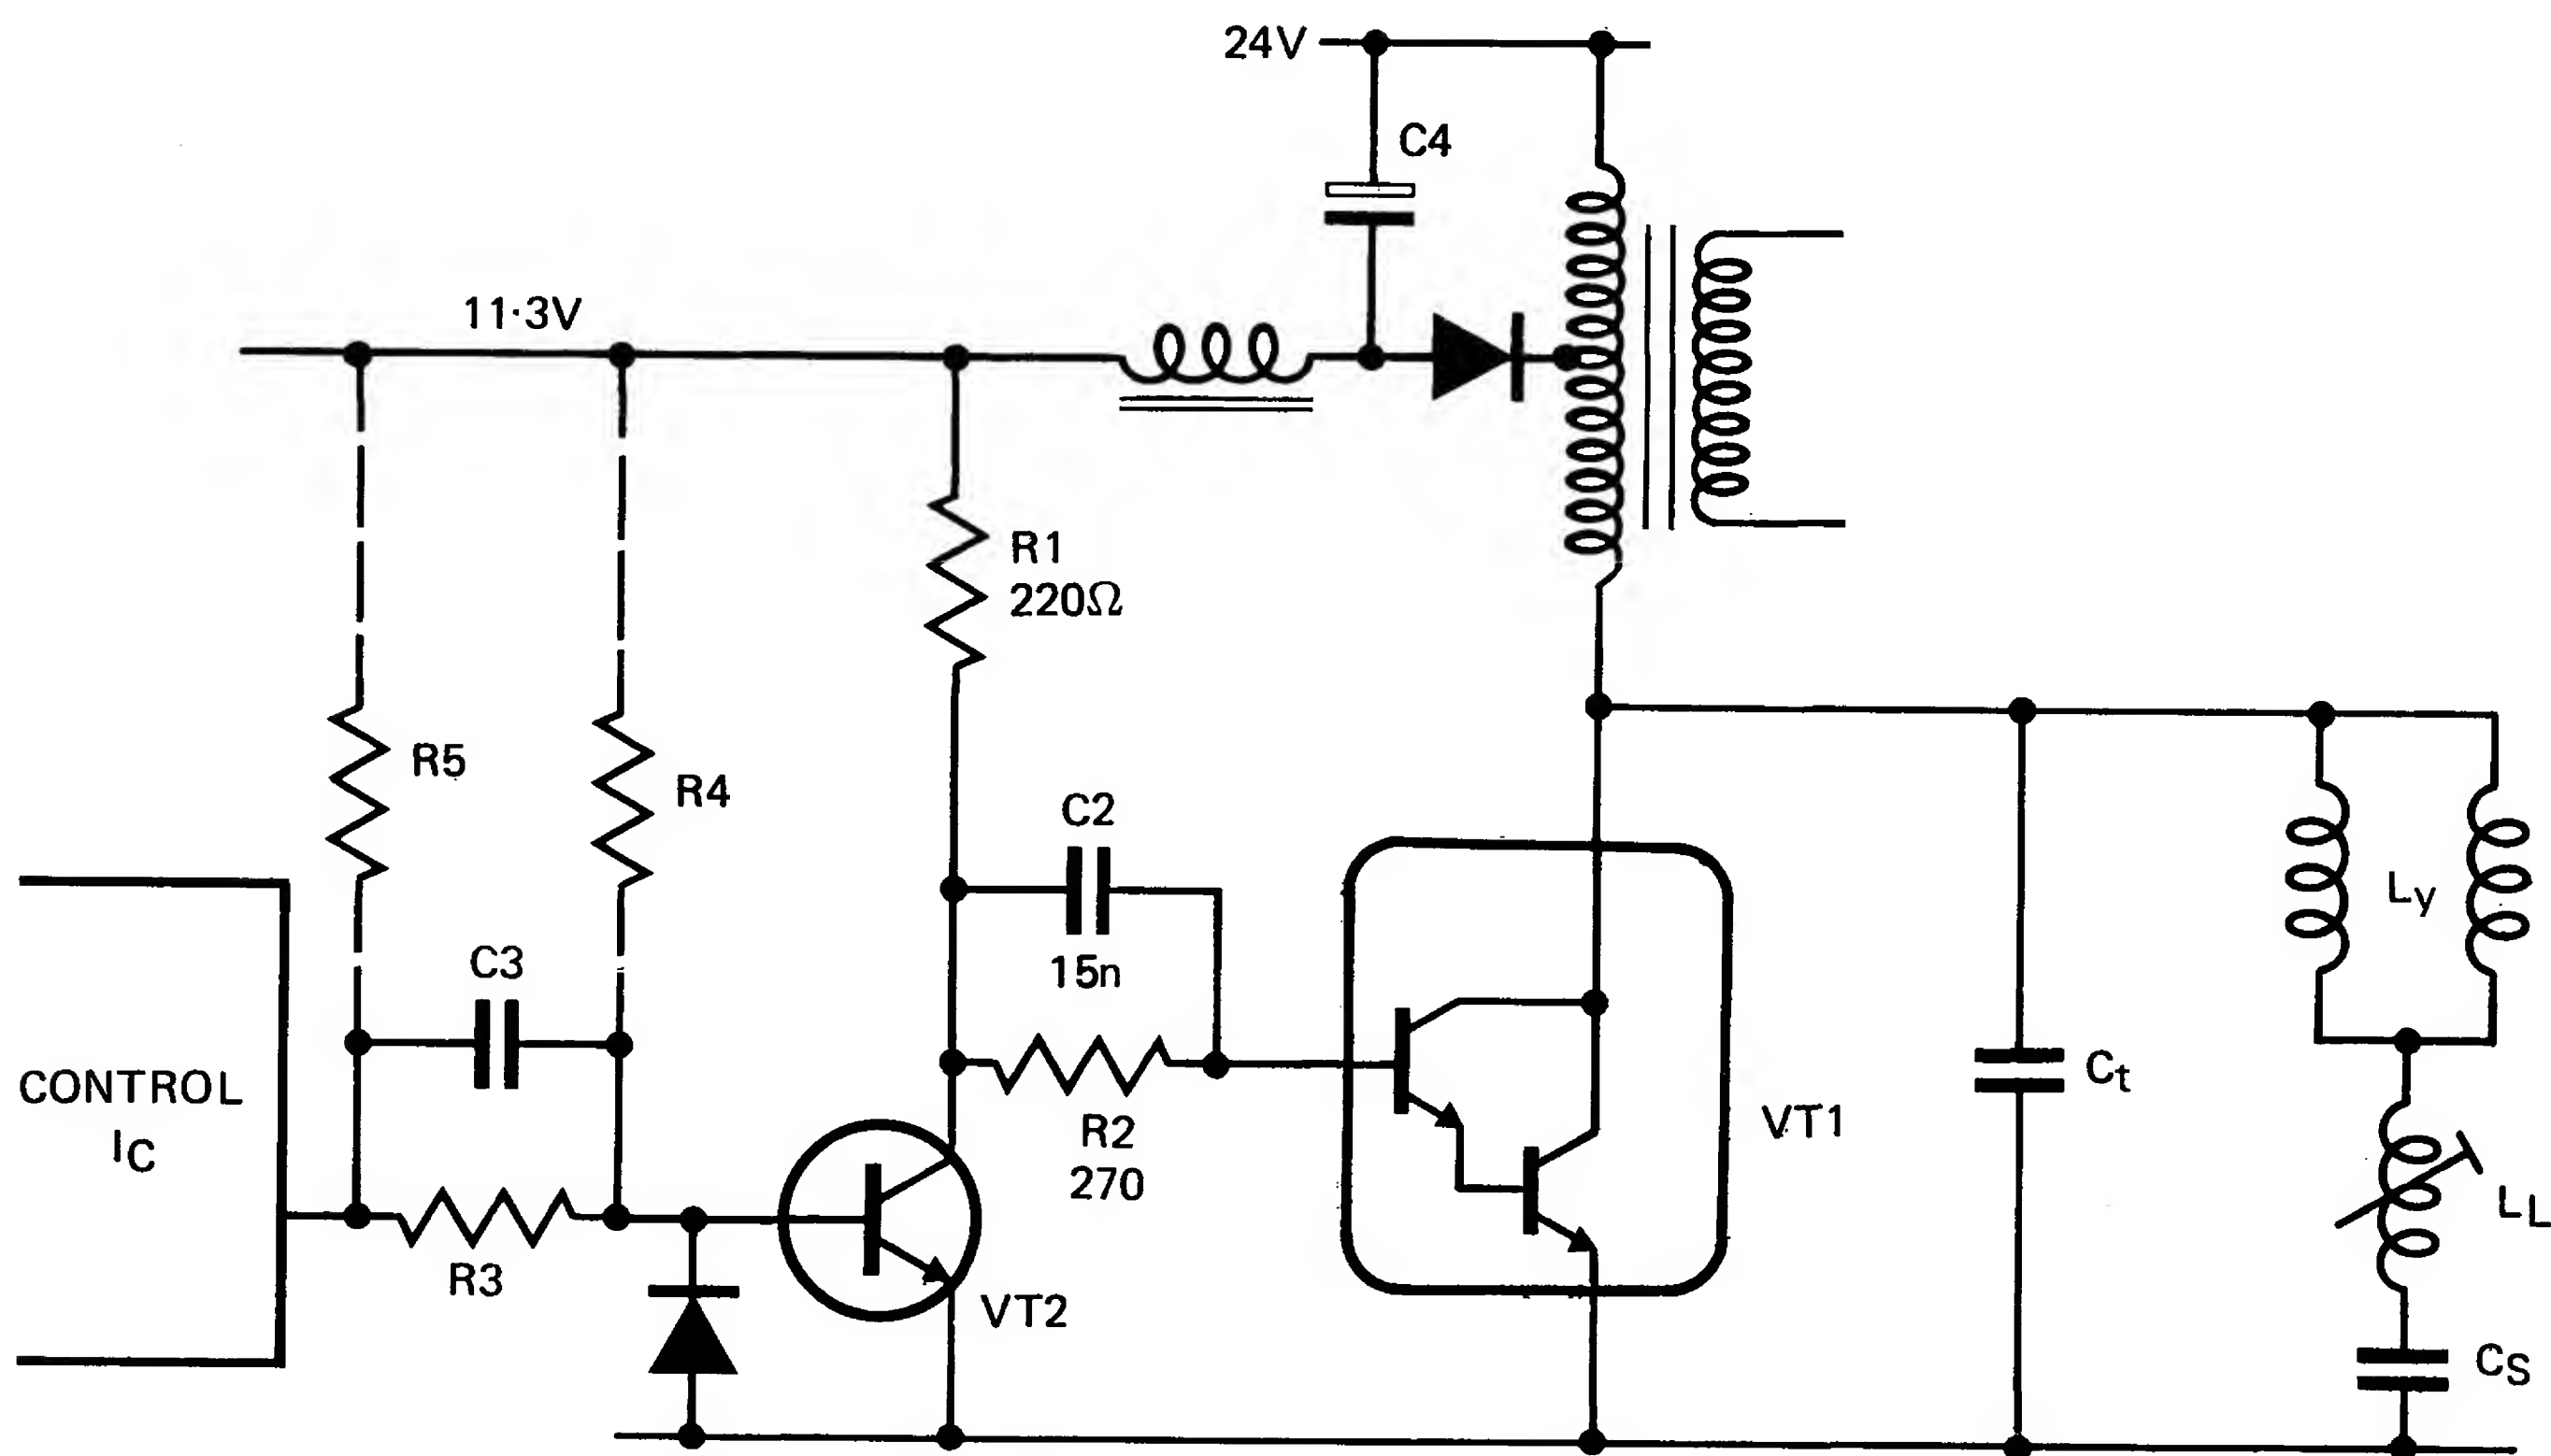 24V
C4
11·3V
R1
220Ω
R5
R4
C2
15n
C3
Ly
Ct
CONTROL
IC
R2
270
VT1
R3
VT2
LL
CS